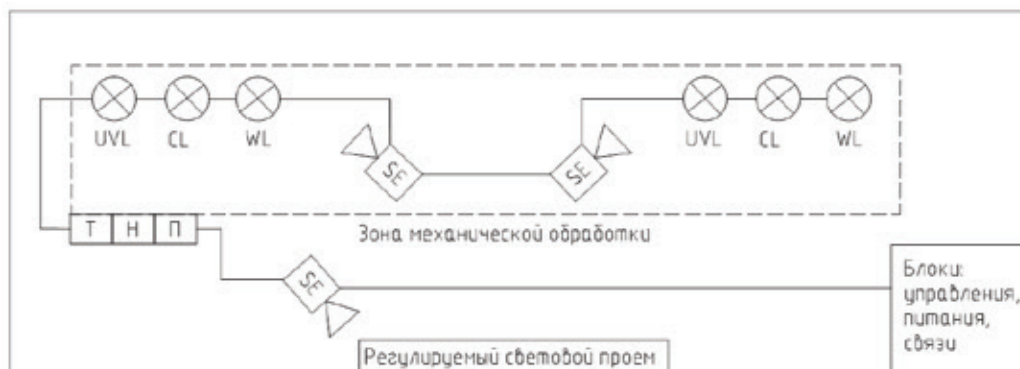 UVL CL WL
UVL CL WL
SE
SE
Т Н П
Зона механической обработки
SE
Блоки:
управления,
питания,
связи
Регулируемый световой проем